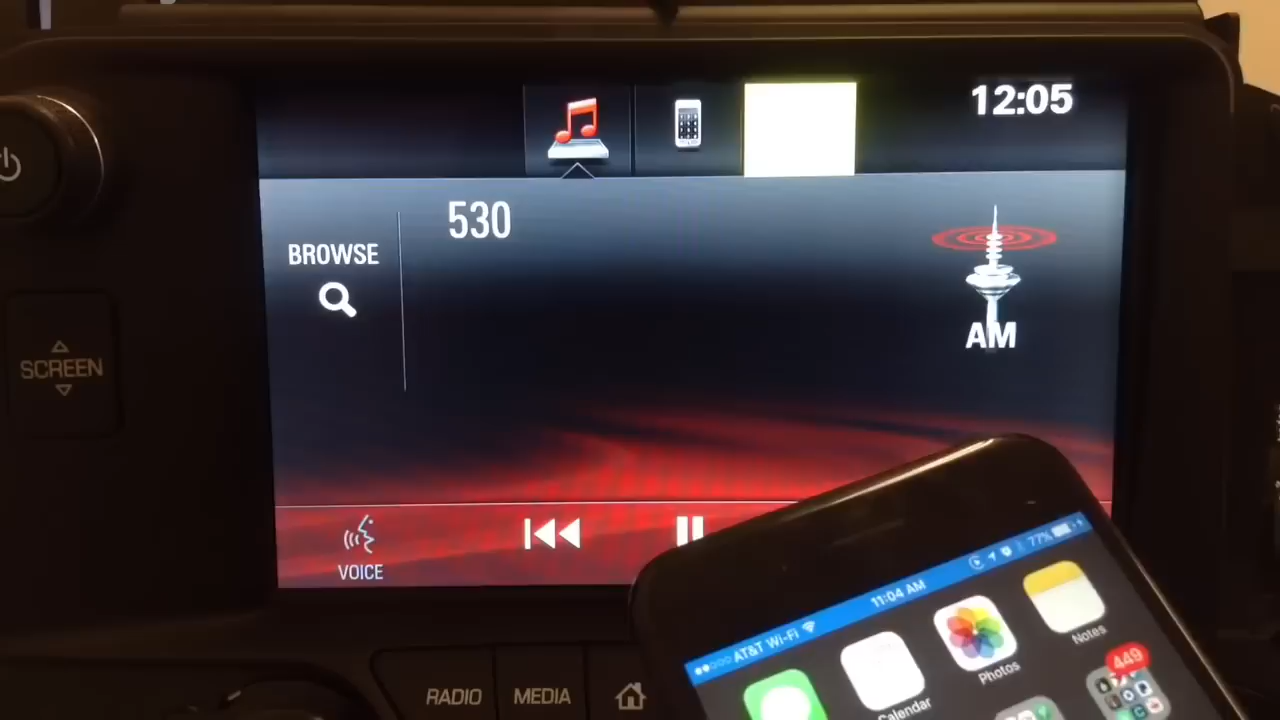 12:05
530
BROWSE
AM
SCREEN
VOICE
77%
11:04 AM
AT&T Wi-Fi
Notes
Photos
449
Calendar
RADIO
MEDIA